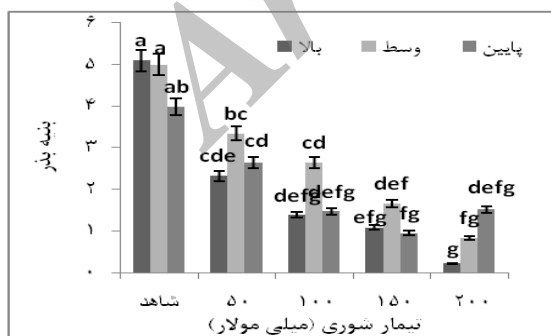 بالا وسط پایین
بنیه بذر
۶
۵
۴
۳
۲
۱
۰
a a ab
cde bc cd
defg cd defg
efg def fg
g fg defg
شاهد ۵۰ ۱۰۰ ۱۵۰ ۲۰۰
تیمار شوری (میلی مولار)